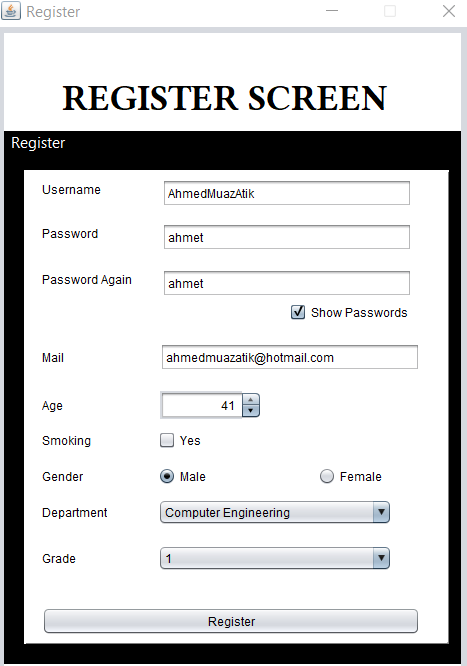 Register
REGISTER SCREEN
Register
Username AhmedMuazAtik
Password ahmet
Password Again ahmet
Show Passwords
Mail ahmedmuazatik@hotmail.com
Age 41
Smoking Yes
Gender Male Female
Department Computer Engineering
Grade 1
Register